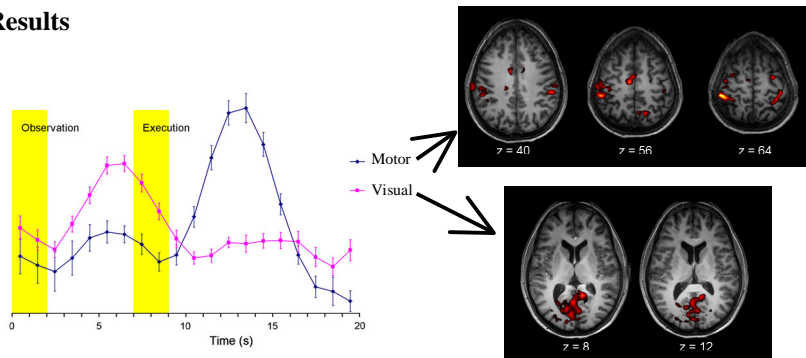 Results
Observation
Execution
Motor
Visual
0
5
10
15
20
Time (s)
z = 40
z = 56
z = 64
z = 8
z = 12